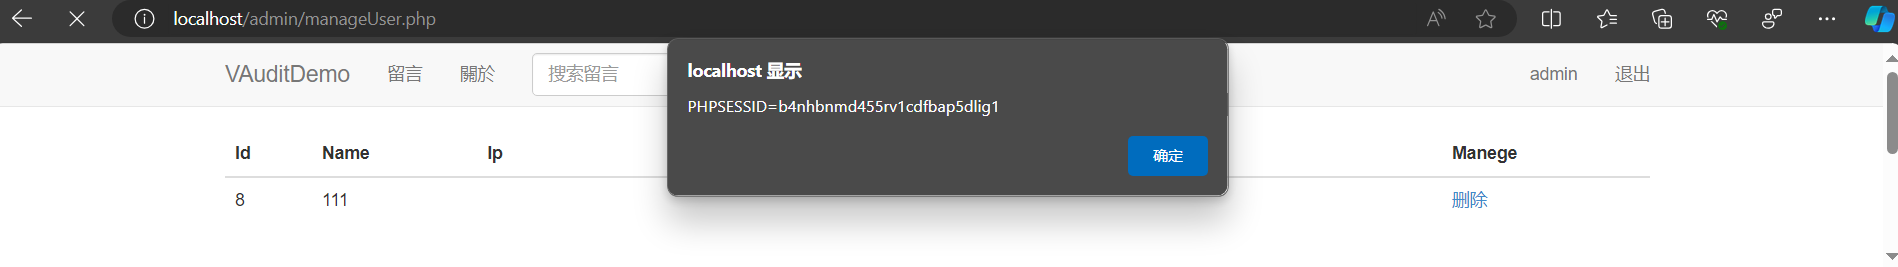 localhost/admin/manageUser.php
VAuditDemo 留言 關於 搜索留言 admin 退出
localhost 显示
PHPSESSID=b4nhbnmd455rv1cdfbap5dlig1
确定
Id Name Ip Manege
8 111 删除